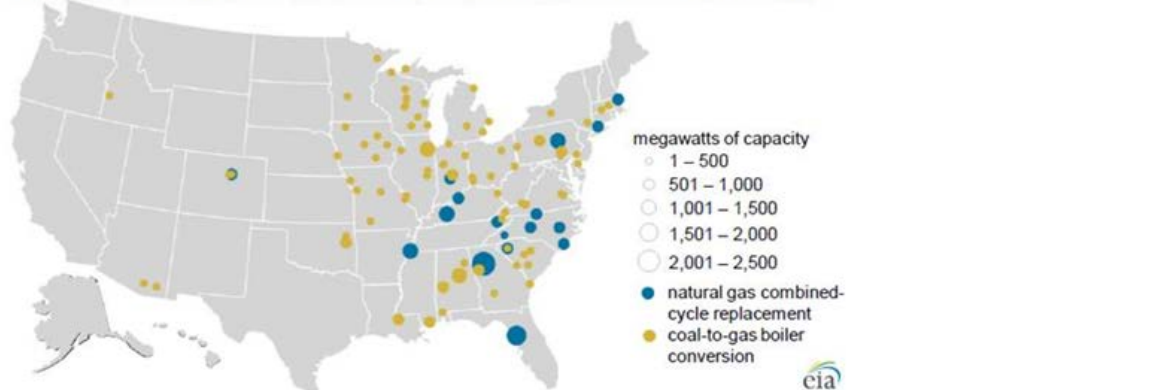 megawatts of capacity
1 – 500
501 – 1,000
1,001 – 1,500
1,501 – 2,000
2,001 – 2,500
natural gas combined-
cycle replacement
coal-to-gas boiler
conversion
eia